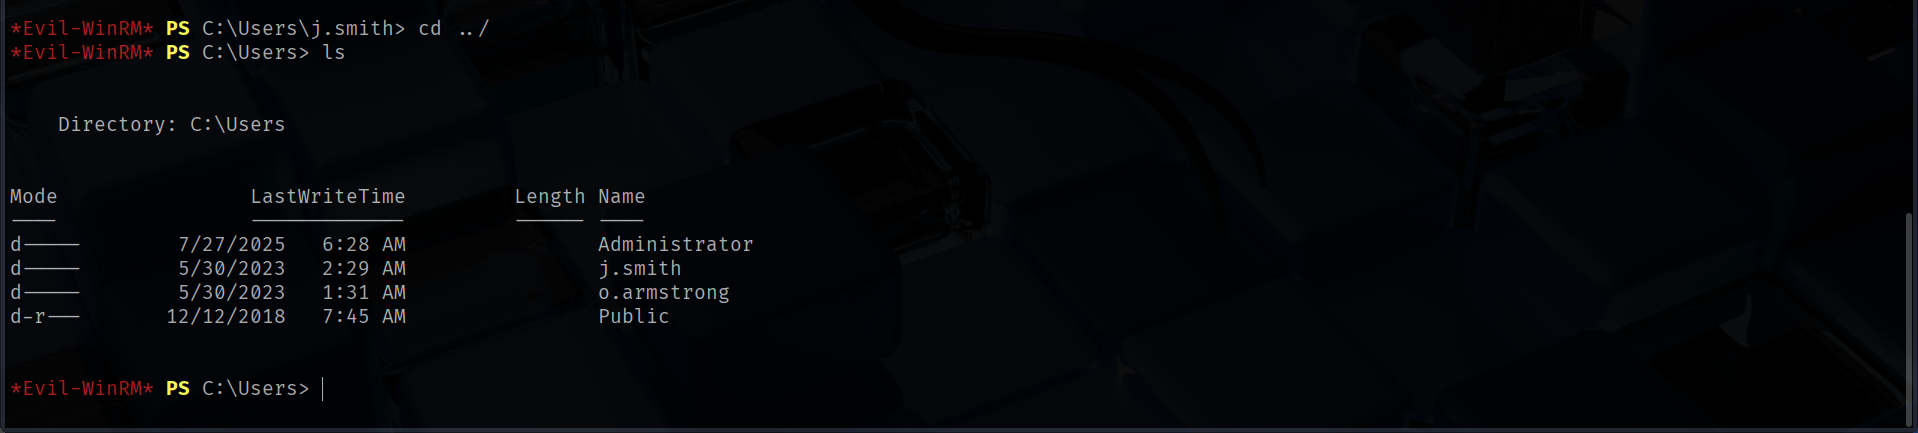 *Evil-WinRM* PS C:\Users\j.smith> cd ../
*Evil-WinRM* PS C:\Users> ls
Directory: C:\Users
Mode                LastWriteTime         Length Name
----                -------------         ------ ----
d-----        7/27/2025   6:28 AM                Administrator
d-----        5/30/2023   2:29 AM                j.smith
d-----        5/30/2023   1:31 AM                o.armstrong
d-r---       12/12/2018   7:45 AM                Public
*Evil-WinRM* PS C:\Users>